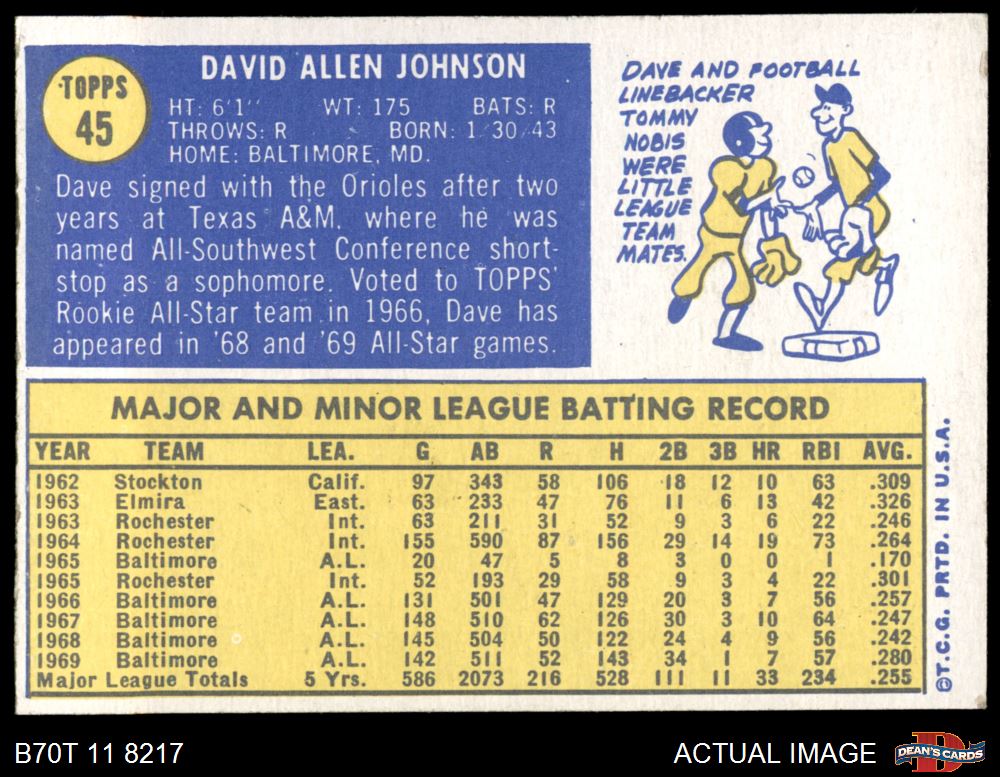 TOPPS
45
DAVID ALLEN JOHNSON
HT: 6'1'' WT: 175 BATS: R
THROWS: R BORN: 1/30/43
HOME: BALTIMORE, MD.
Dave signed with the Orioles after two
years at Texas A&M, where he was
named All-Southwest Conference short-
stop as a sophomore. Voted to TOPPS'
Rookie All-Star team in 1966, Dave has
appeared in '68 and '69 All-Star games.
DAVE AND FOOTBALL
LINEBACKER
TOMMY
NOBIS
WERE
LITTLE
LEAGUE
TEAM
MATES.
MAJOR AND MINOR LEAGUE BATTING RECORD
YEAR TEAM LEA. G AB R H 2B 3B HR RBI AVG.
1962 Stockton Calif. 97 343 58 106 18 12 10 63 .309
1963 Elmira East. 63 233 47 76 11 6 13 42 .326
1963 Rochester Int. 63 211 31 52 9 3 6 22 .246
1964 Rochester Int. 155 590 87 156 29 14 19 73 .264
1965 Baltimore A.L. 20 47 5 8 3 0 0 1 .170
1965 Rochester Int. 52 193 29 58 9 3 4 22 .301
1966 Baltimore A.L. 131 501 47 129 20 3 7 56 .257
1967 Baltimore A.L. 148 510 62 126 30 3 10 64 .247
1968 Baltimore A.L. 145 504 50 122 24 4 9 56 .242
1969 Baltimore A.L. 142 511 52 143 34 1 7 57 .280
Major League Totals 5 Yrs. 586 2073 216 528 111 11 33 234 .255
©T.C.G. PRTD. IN U.S.A.
B70T 11 8217
ACTUAL IMAGE
DEAN'S CARDS